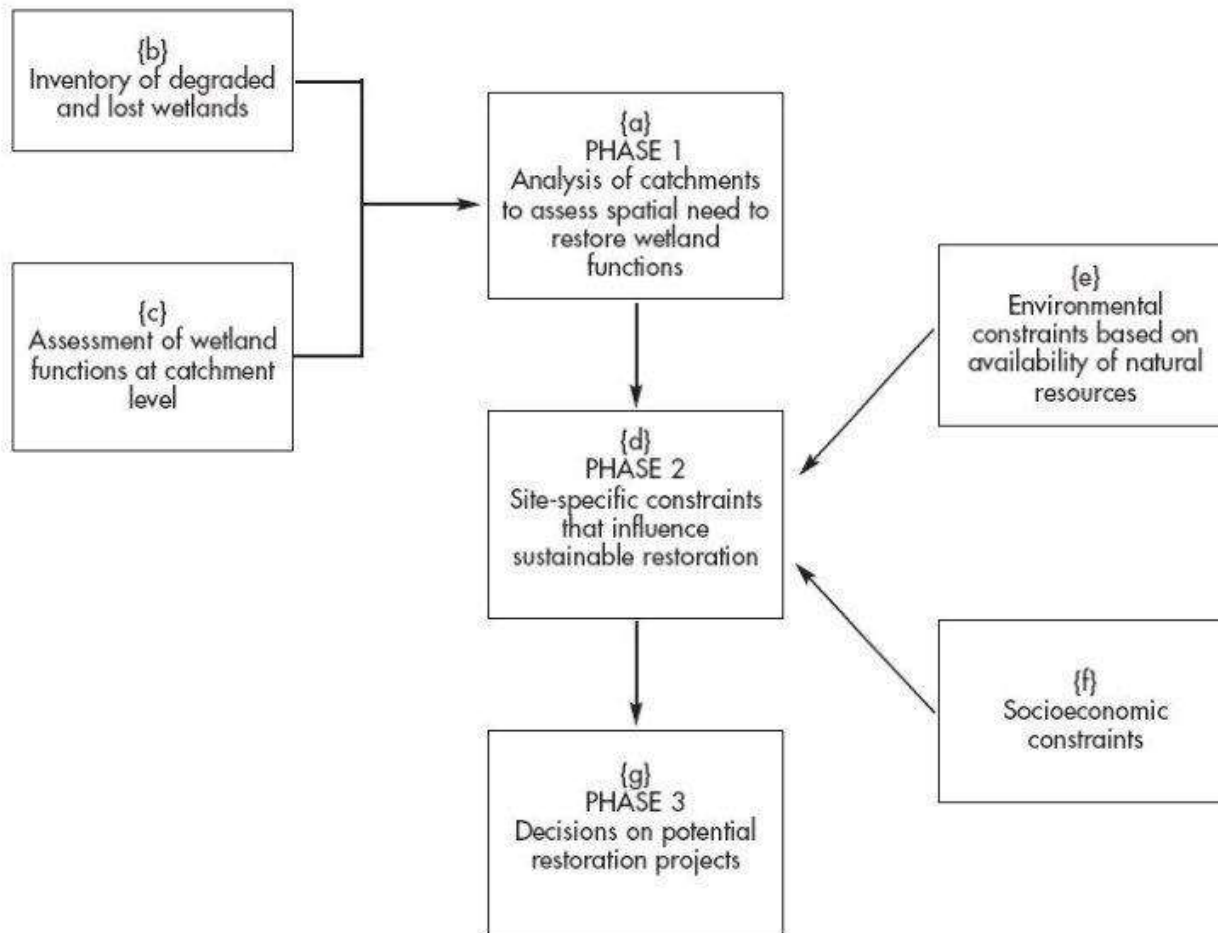 {b}
Inventory of degraded
and lost wetlands
{a}
PHASE 1
Analysis of catchments
to assess spatial need to
restore wetland
functions
{c}
Assessment of wetland
functions at catchment
level
{e}
Environmental
constraints based on
availability of natural
resources
{d}
PHASE 2
Site-specific constraints
that influence
sustainable restoration
{f}
Socioeconomic
constraints
{g}
PHASE 3
Decisions on potential
restoration projects